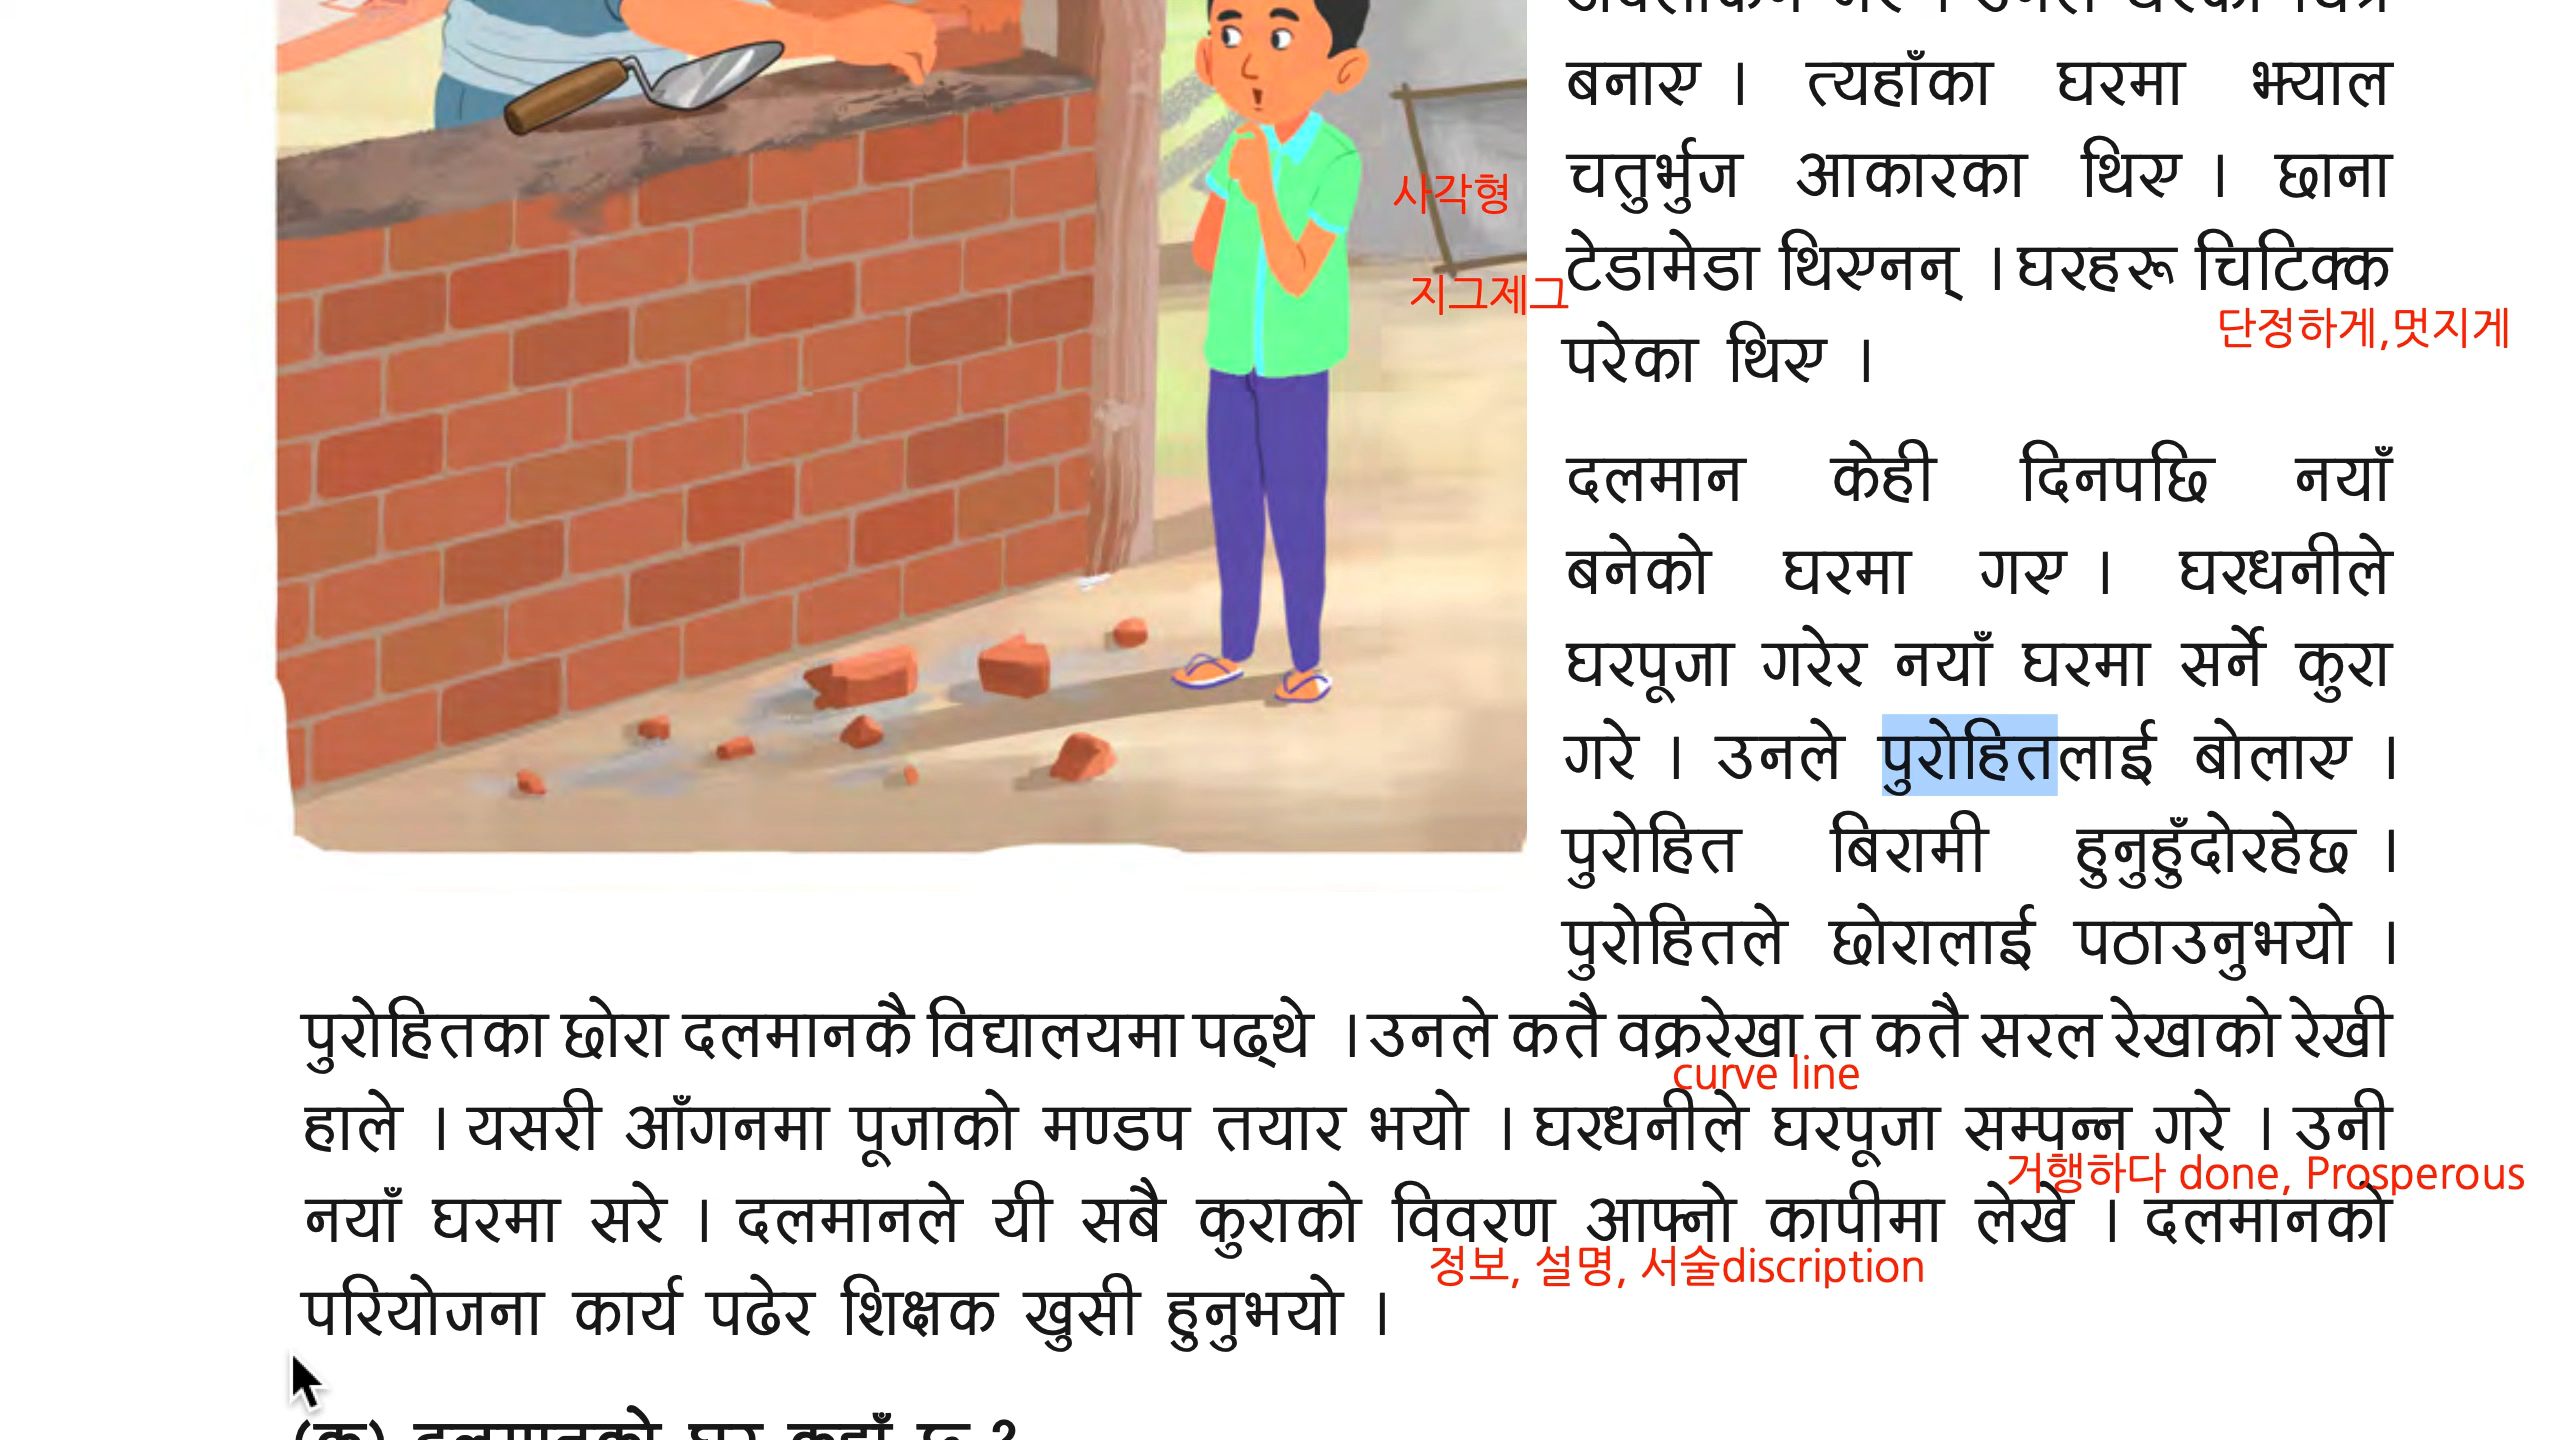 बनाए । त्यहाँका घरमा झ्याल
चतुर्भुज आकारका थिए । छाना
사각형
टेडामेडा थिएनन् । घरहरू चिटिक्क
지그제그
단정하게,멋지게
परेका थिए ।
दलमान केही दिनपछि नयाँ
बनेको घरमा गए । घरधनीले
घरपूजा गरेर नयाँ घरमा सर्ने कुरा
गरे । उनले पुरोहितलाई बोलाए ।
पुरोहित बिरामी हुनुहुँदोरहेछ ।
पुरोहितले छोरालाई पठाउनुभयो ।
पुरोहितका छोरा दलमानकै विद्यालयमा पढ्थे । उनले कतै वक्ररेखा त कतै सरल रेखाको रेखी
curve line
हाले । यसरी आँगनमा पूजाको मण्डप तयार भयो । घरधनीले घरपूजा सम्पन्न गरे । उनी
거행하다 done, Prosperous
नयाँ घरमा सरे । दलमानले यी सबै कुराको विवरण आफ्नो कापीमा लेखे । दलमानको
정보, 설명, 서술discription
परियोजना कार्य पढेर शिक्षक खुसी हुनुभयो ।
(क) दलमानको घर कहाँ छ ?